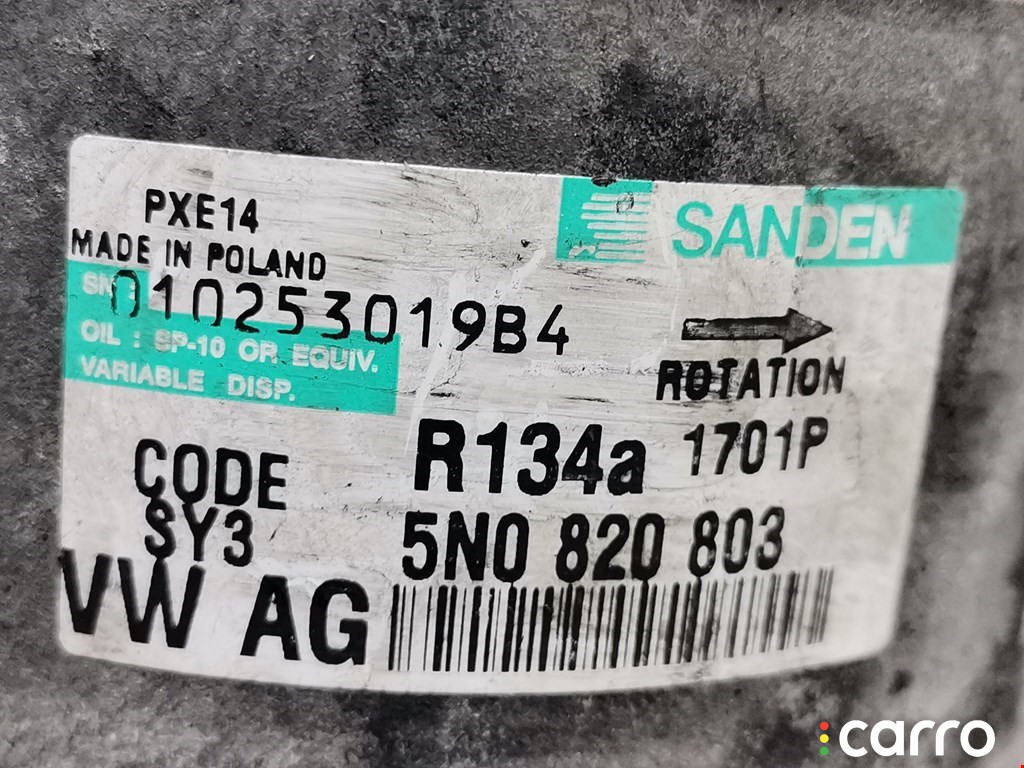 PXE14
SANDEN
MADE IN POLAND
SN: 010253019B4
OIL : SP-10 OR EQUIV.
VARIABLE DISP.
ROTATION
R134a 1701P
CODE
SY3
5N0 820 803
VW AG
carro